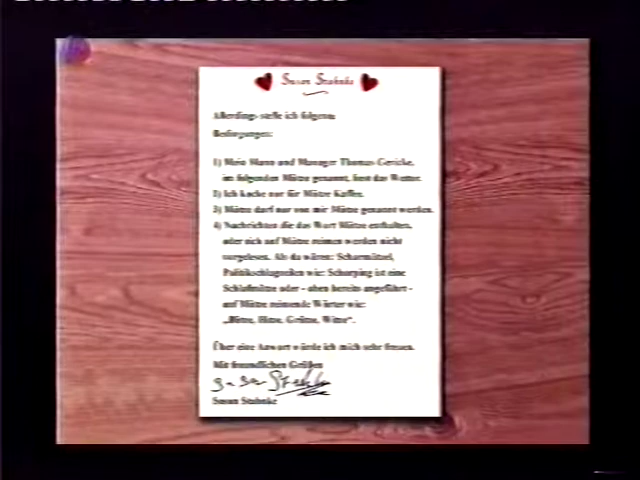 Susan Stahnke
Allerdings stelle ich folgende
Bedingungen:
1) Mein Mann und Manager Thomas Gericke,
im folgenden Mütze genannt, liest das Wetter.
2) Ich koche nur für Mütze Kaffee.
3) Mütze darf nur von mir Mütze genannt werden.
4) Nachrichten die das Wort Mütze enthalten,
oder sich auf Mütze reimen werden nicht
vorgelesen. Als da wären: Scharmützel,
Politikschlagzeilen wie: Scharping ist eine
Schlafmütze oder - oben bereits angeführt -
auf Mütze reimende Wörter wie:
„Blitze, Hitze, Grütze, Witze“.
Über eine Antwort würde ich mich sehr freuen.
Mit freundlichen Grüßen
Susan Stahnke